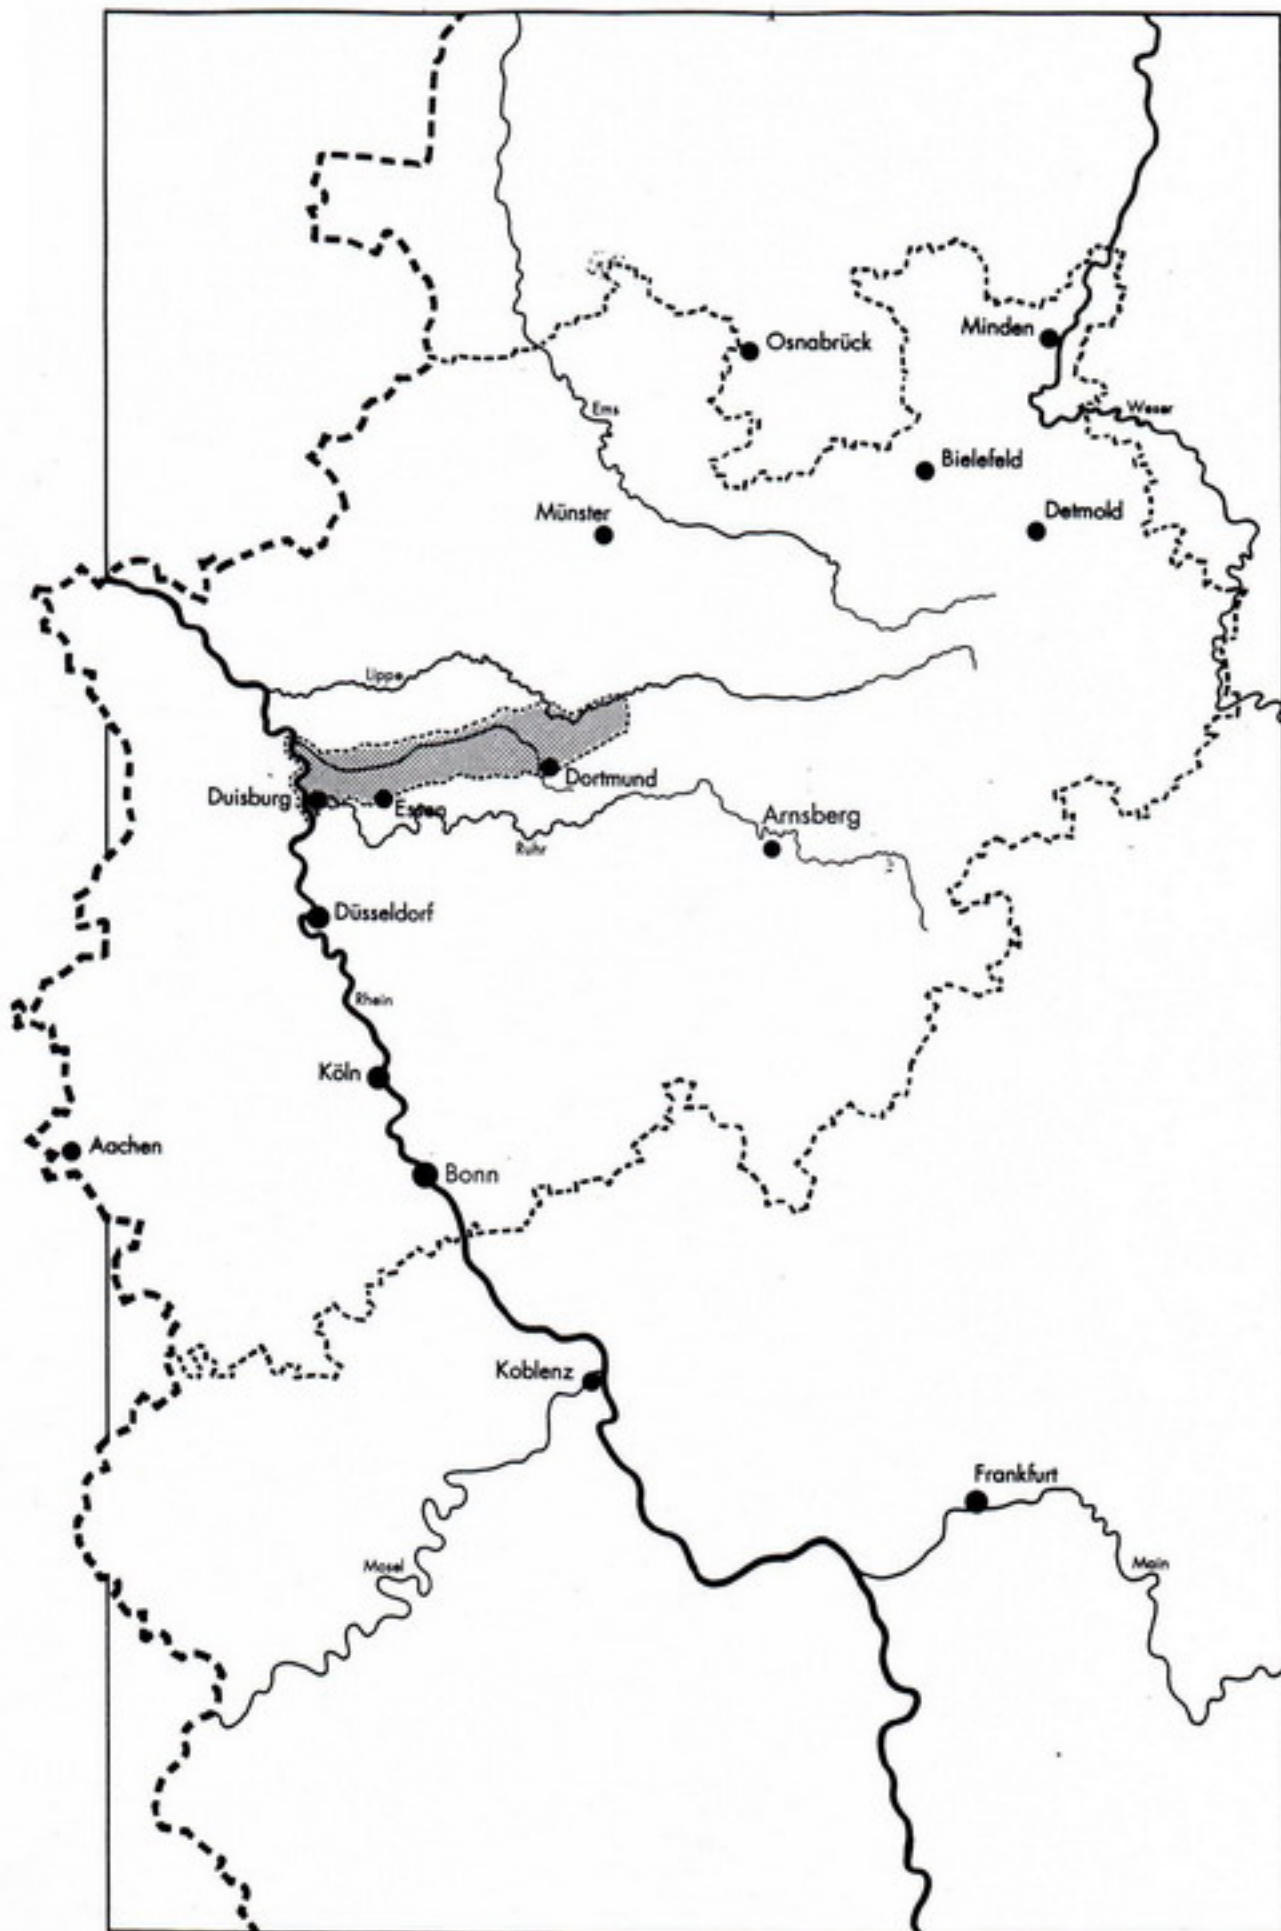 Osnabrück
Minden
Ems
Weser
Bielefeld
Münster
Detmold
Lippe
Dortmund
Duisburg
Essen
Arnsberg
Ruhr
Düsseldorf
Rhein
Köln
Aachen
Bonn
Koblenz
Frankfurt
Mosel
Main